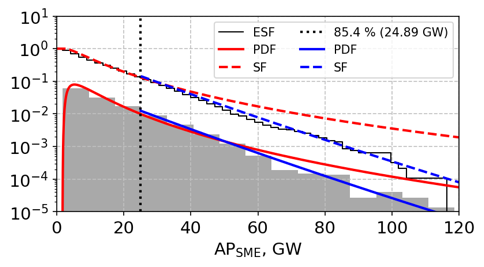 10¹
10⁰
10⁻¹
10⁻²
10⁻³
10⁻⁴
10⁻⁵
ESF
PDF
SF
85.4 % (24.89 GW)
PDF
SF
0 20 40 60 80 100 120
AP_SME, GW